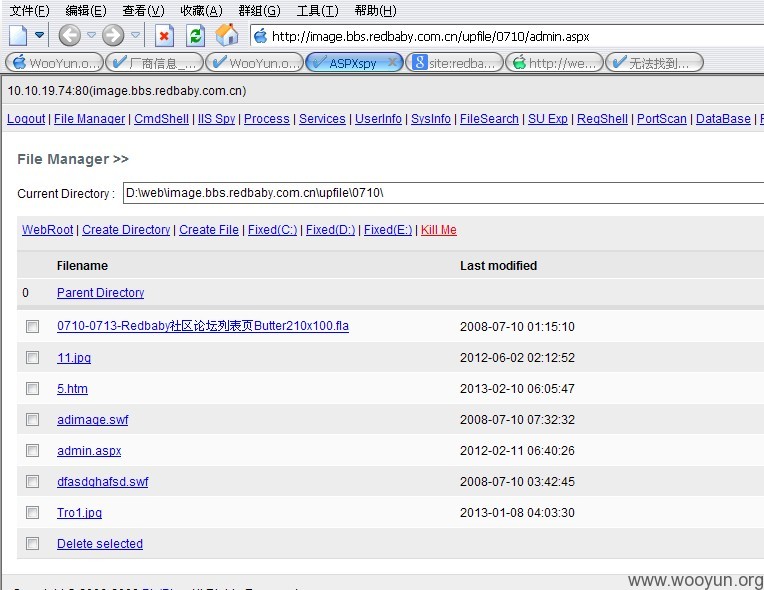 文件(F) 编辑(E) 查看(V) 收藏(A) 群组(G) 工具(T) 帮助(H)
http://image.bbs.redbaby.com.cn/upfile/0710/admin.aspx
WooYun.o... 厂商信息_... WooYun.o... ASPXspy site:redba... http://we... 无法找到...
10.10.19.74:80(image.bbs.redbaby.com.cn)
Logout | File Manager | CmdShell | IIS Spy | Process | Services | UserInfo | SysInfo | FileSearch | SU Exp | RegShell | PortScan | DataBase |
File Manager >>
Current Directory : D:\web\image.bbs.redbaby.com.cn\upfile\0710\
WebRoot | Create Directory | Create File | Fixed(C:) | Fixed(D:) | Fixed(E:) | Kill Me
Filename Last modified
0 Parent Directory
0710-0713-Redbaby社区论坛列表页Butter210x100.fla 2008-07-10 01:15:10
11.jpg 2012-06-02 02:12:52
5.htm 2013-02-10 06:05:47
adimage.swf 2008-07-10 07:32:32
admin.aspx 2012-02-11 06:40:26
dfasdghafsd.swf 2008-07-10 03:42:45
Tro1.jpg 2013-01-08 04:03:30
Delete selected
www.wooyun.org